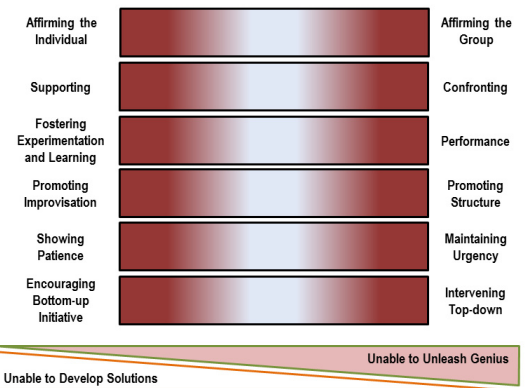 Affirming the
Individual
Affirming the
Group
Supporting
Confronting
Fostering
Experimentation
and Learning
Performance
Promoting
Improvisation
Promoting
Structure
Showing
Patience
Maintaining
Urgency
Encouraging
Bottom-up
Initiative
Intervening
Top-down
Unable to Unleash Genius
Unable to Develop Solutions